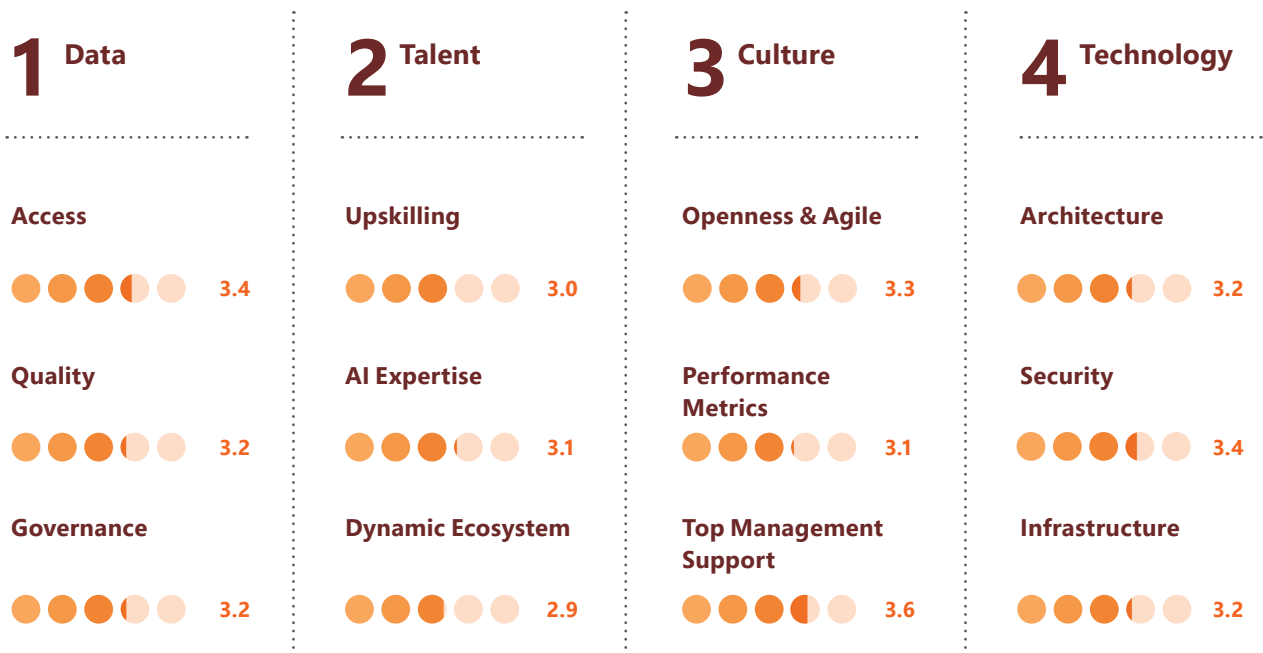 1 Data
Access
3.4
Quality
3.2
Governance
3.2
2 Talent
Upskilling
3.0
AI Expertise
3.1
Dynamic Ecosystem
2.9
3 Culture
Openness & Agile
3.3
Performance
Metrics
3.1
Top Management
Support
3.6
4 Technology
Architecture
3.2
Security
3.4
Infrastructure
3.2